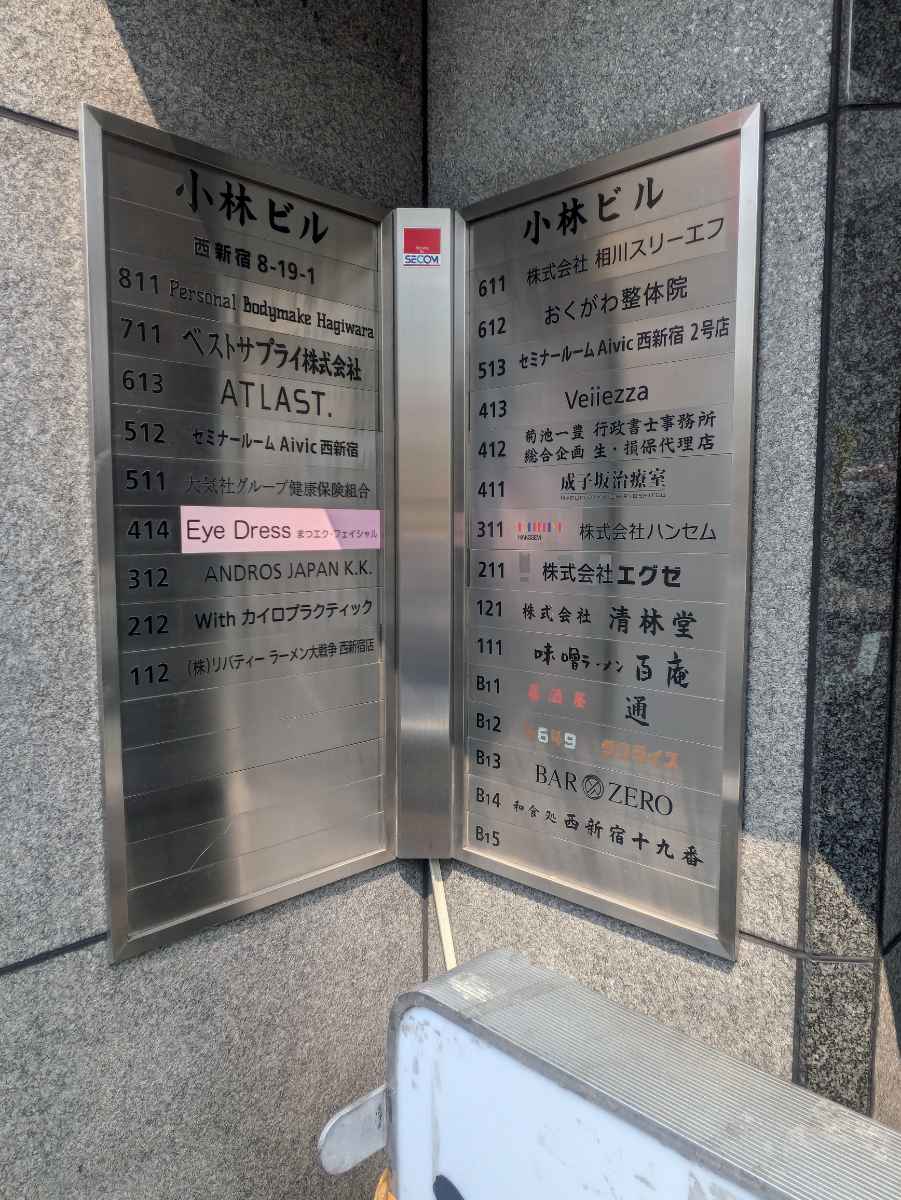 小林ビル
西新宿 8-19-1
811 Personal Bodymake Hagiwara
711 ベストサプライ株式会社
613 ATLAST.
512 セミナールーム Aivic 西新宿
511 大気社グループ健康保険組合
414 Eye Dress まつエク・フェイシャル
312 ANDROS JAPAN K.K.
212 With カイロプラクティック
112 (株)リバティー ラーメン大戦争 西新宿店
Security by SECOM
小林ビル
611 株式会社 相川スリーエフ
612 おくがわ整体院
513 セミナールーム Aivic 西新宿 2号店
413 Veiiezza
412 菊池一豊 行政書士事務所
総合企画 生・損保代理店
411 成子坂治療室
NARUKOZAKA CHIRYOSHITSU
311 HANSSEM 株式会社ハンセム
211 株式会社エグゼ
121 株式会社 清林堂
111 味噌ラーメン 百庵
B11 居酒屋 通
B12 4649 タコライス
B13 BAR ZERO
B14 和食処 西新宿十九番
B15